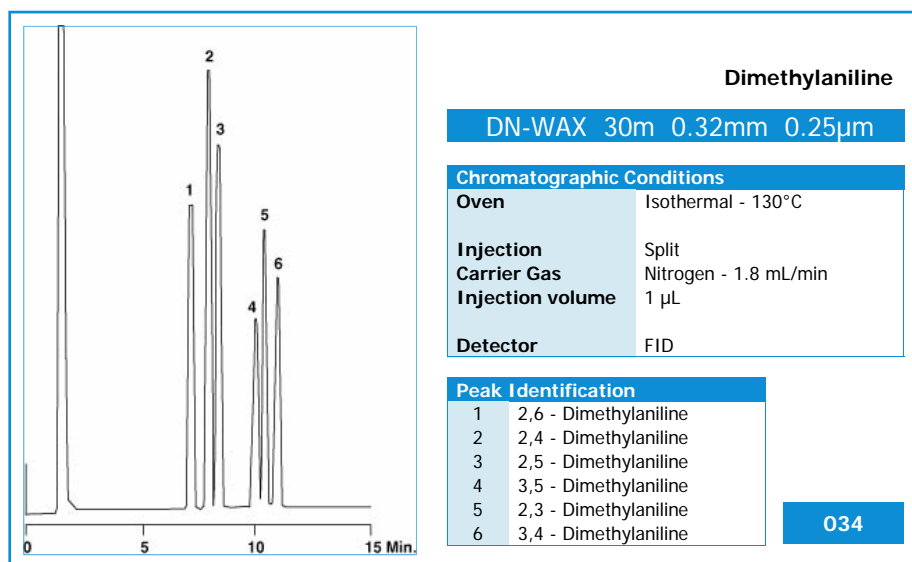 2
3
1
5
6
4
0 5 10 15 Min.
Dimethylaniline
DN-WAX 30m 0.32mm 0.25µm
Chromatographic Conditions
Oven Isothermal - 130°C
Injection Split
Carrier Gas Nitrogen - 1.8 mL/min
Injection volume 1 µL
Detector FID
Peak Identification
1 2,6 - Dimethylaniline
2 2,4 - Dimethylaniline
3 2,5 - Dimethylaniline
4 3,5 - Dimethylaniline
5 2,3 - Dimethylaniline
6 3,4 - Dimethylaniline
034